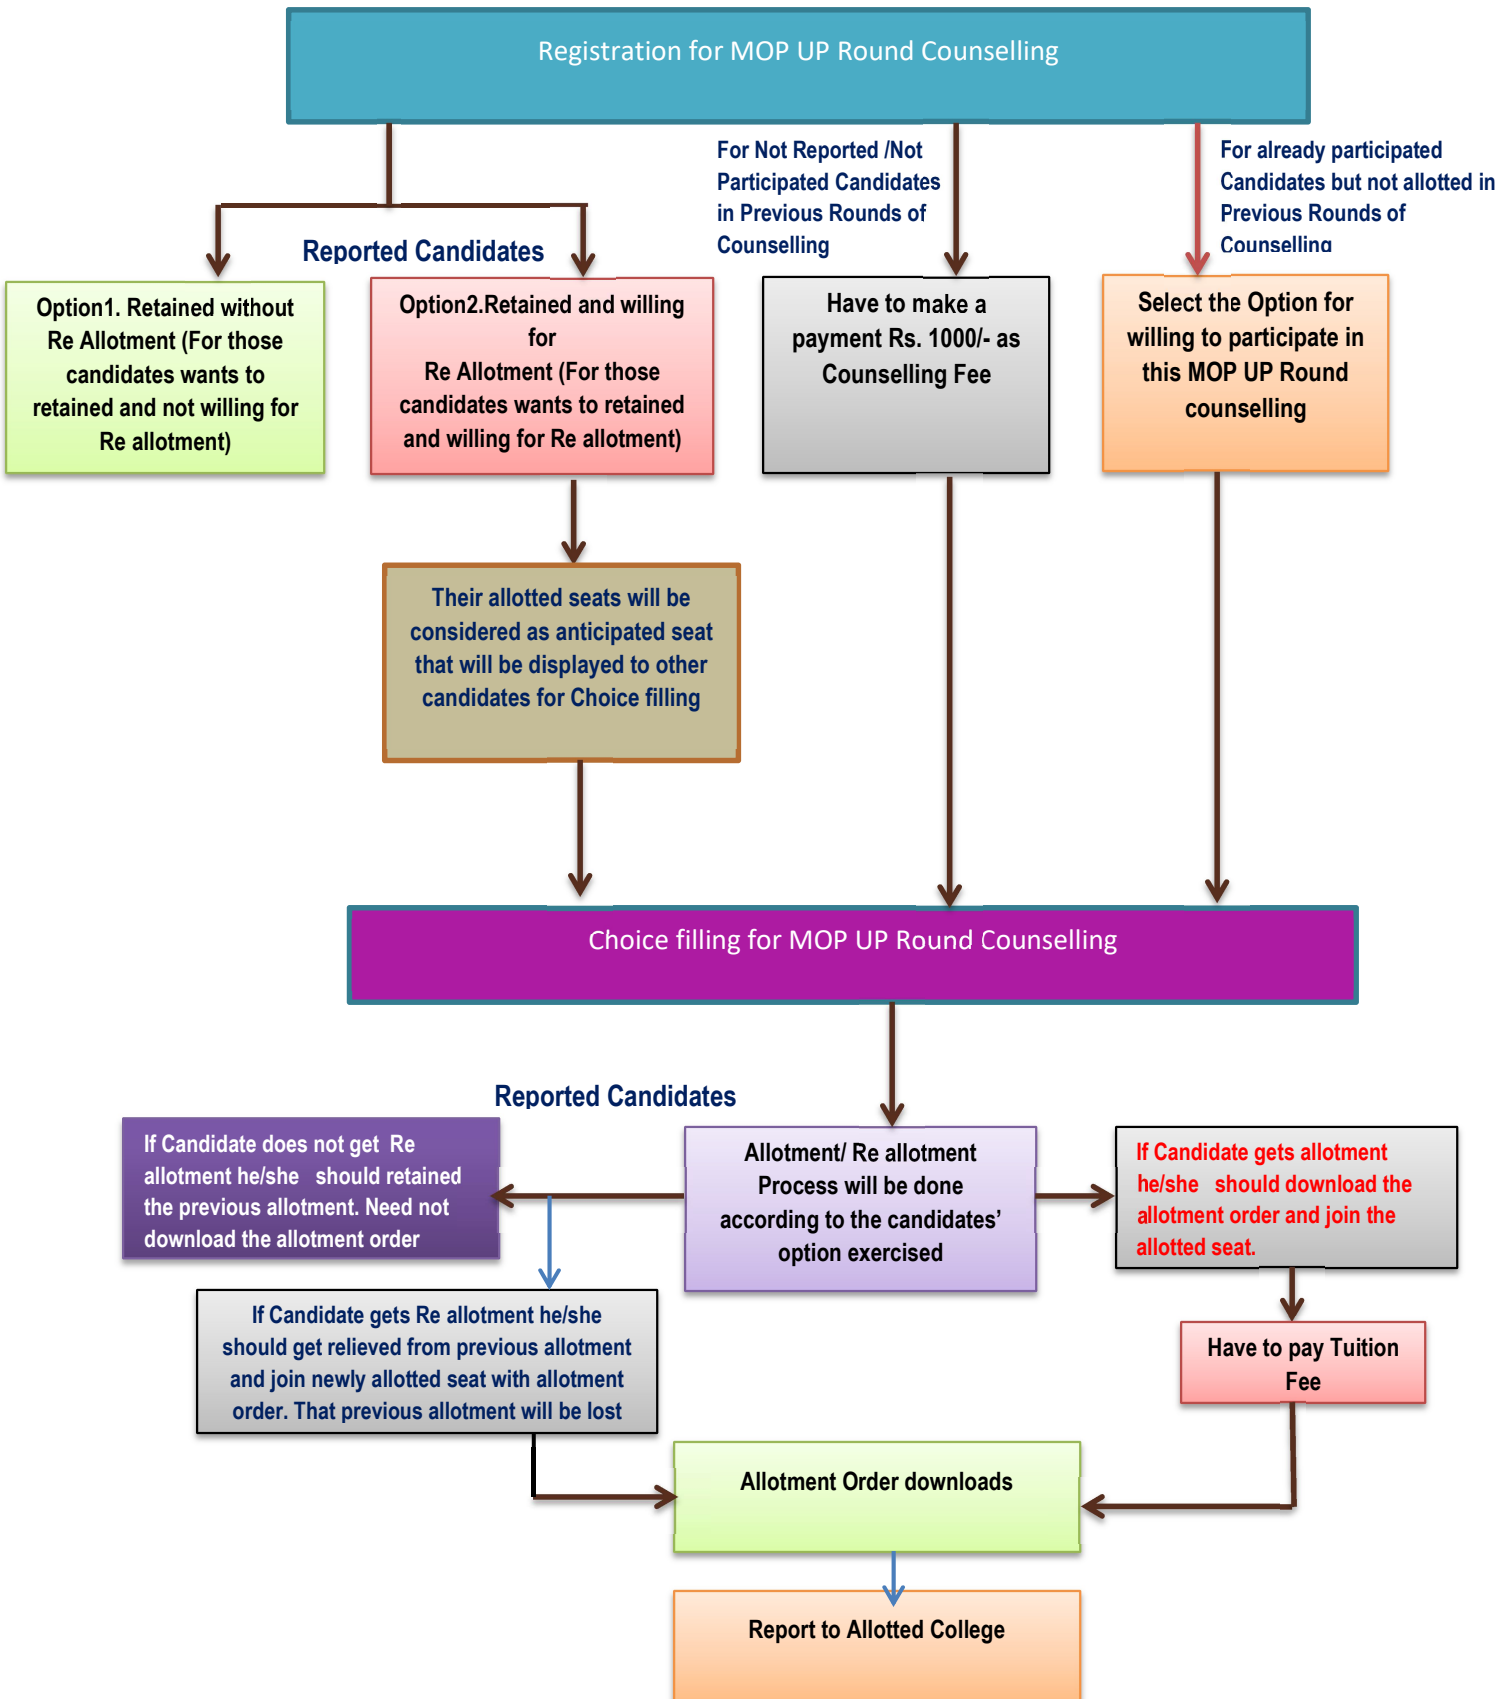 Registration for MOP UP Round Counselling
For Not Reported /Not
Participated Candidates
in Previous Rounds of
Counselling
For already participated
Candidates but not allotted in
Previous Rounds of
Counselling
Reported Candidates
Option1. Retained without
Re Allotment (For those
candidates wants to
retained and not willing for
Re allotment)
Option2.Retained and willing
for
Re Allotment (For those
candidates wants to retained
and willing for Re allotment)
Have to make a
payment Rs. 1000/- as
Counselling Fee
Select the Option for
willing to participate in
this MOP UP Round
counselling
Their allotted seats will be
considered as anticipated seat
that will be displayed to other
candidates for Choice filling
Choice filling for MOP UP Round Counselling
Reported Candidates
If Candidate does not get Re
allotment he/she should retained
the previous allotment. Need not
download the allotment order
Allotment/ Re allotment
Process will be done
according to the candidates’
option exercised
If Candidate gets allotment
he/she should download the
allotment order and join the
allotted seat.
If Candidate gets Re allotment he/she
should get relieved from previous allotment
and join newly allotted seat with allotment
order. That previous allotment will be lost
Have to pay Tuition
Fee
Allotment Order downloads
Report to Allotted College